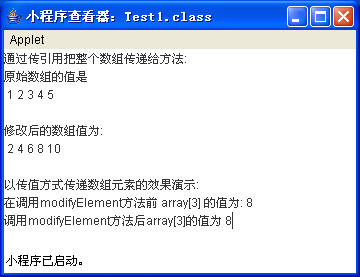 小程序查看器: Test1.class
Applet
通过传引用把整个数组传递给方法:
原始数组的值是
1 2 3 4 5
修改后的数组值为:
2 4 6 8 10
以传值方式传递数组元素的效果演示:
在调用modifyElement方法前 array[3] 的值为: 8
调用modifyElement方法后array[3]的值为 8
小程序已启动。